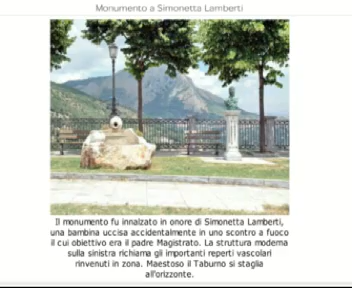 Monumento a Simonetta Lamberti
Il monumento fu innalzato in onore di Simonetta Lamberti,
una bambina uccisa accidentalmente in uno scontro a fuoco
il cui obiettivo era il padre Magistrato. La struttura moderna
sulla sinistra richiama gli importanti reperti vascolari
rinvenuti in zona. Maestoso il Taburno si staglia
all'orizzonte.